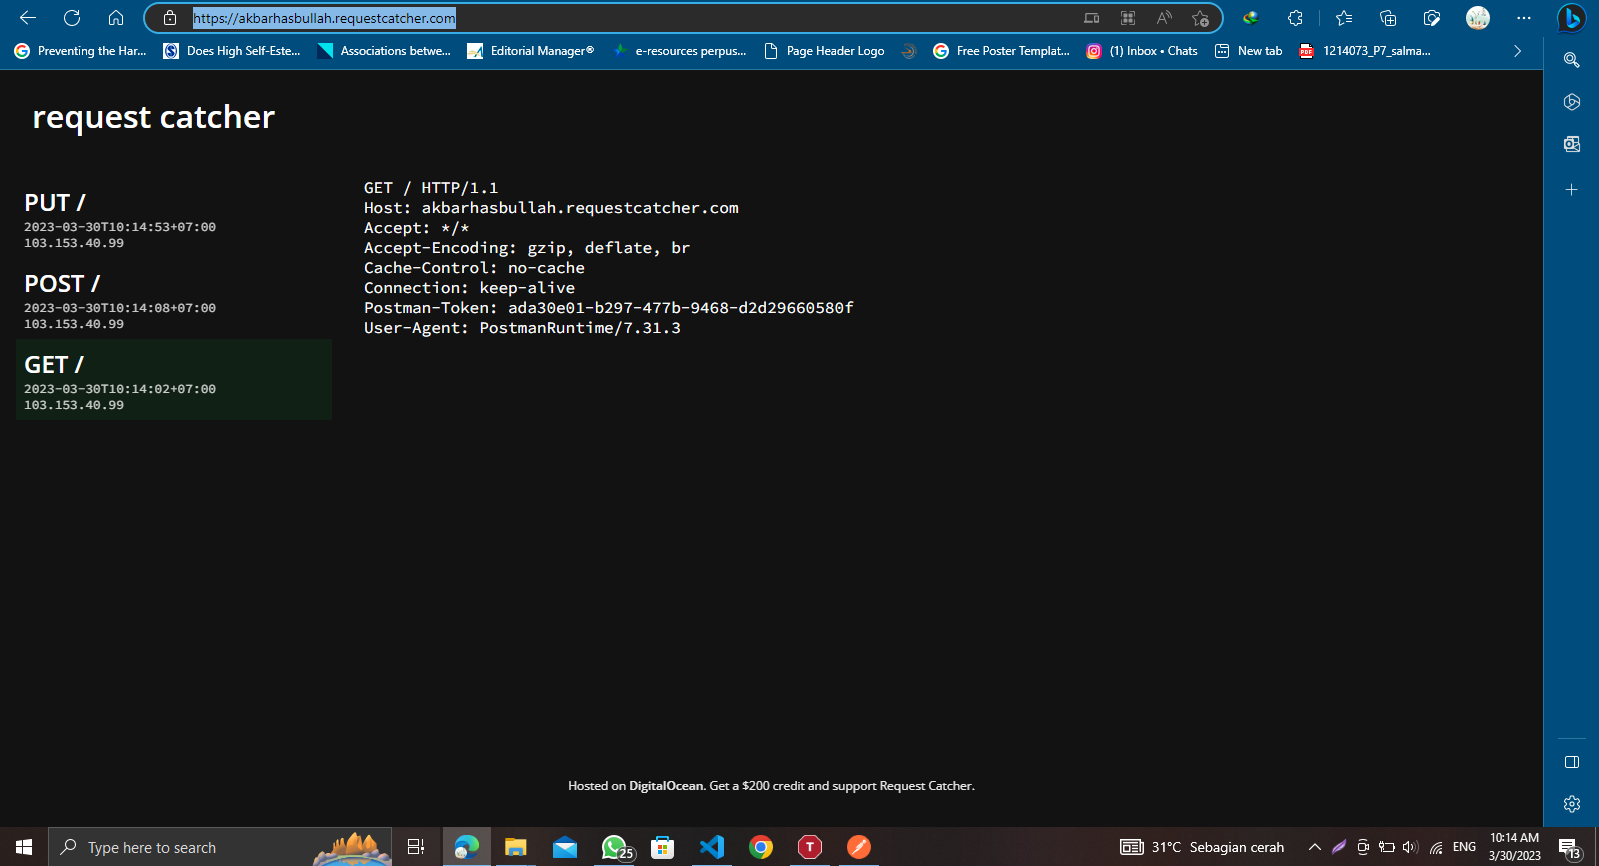 https://akbarhasbullah.requestcatcher.com
Preventing the Har...
Does High Self-Este...
Associations betwe...
Editorial Manager®
e-resources perpus...
Page Header Logo
Free Poster Templat...
(1) Inbox • Chats
New tab
PDF
1214073_P7_salma...
request catcher
PUT /
2023-03-30T10:14:53+07:00
103.153.40.99
POST /
2023-03-30T10:14:08+07:00
103.153.40.99
GET /
2023-03-30T10:14:02+07:00
103.153.40.99
GET / HTTP/1.1
Host: akbarhasbullah.requestcatcher.com
Accept: */*
Accept-Encoding: gzip, deflate, br
Cache-Control: no-cache
Connection: keep-alive
Postman-Token: ada30e01-b297-477b-9468-d2d29660580f
User-Agent: PostmanRuntime/7.31.3
Hosted on DigitalOcean. Get a $200 credit and support Request Catcher.
Type here to search
25
T
31°C Sebagian cerah
ENG
10:14 AM
3/30/2023
13